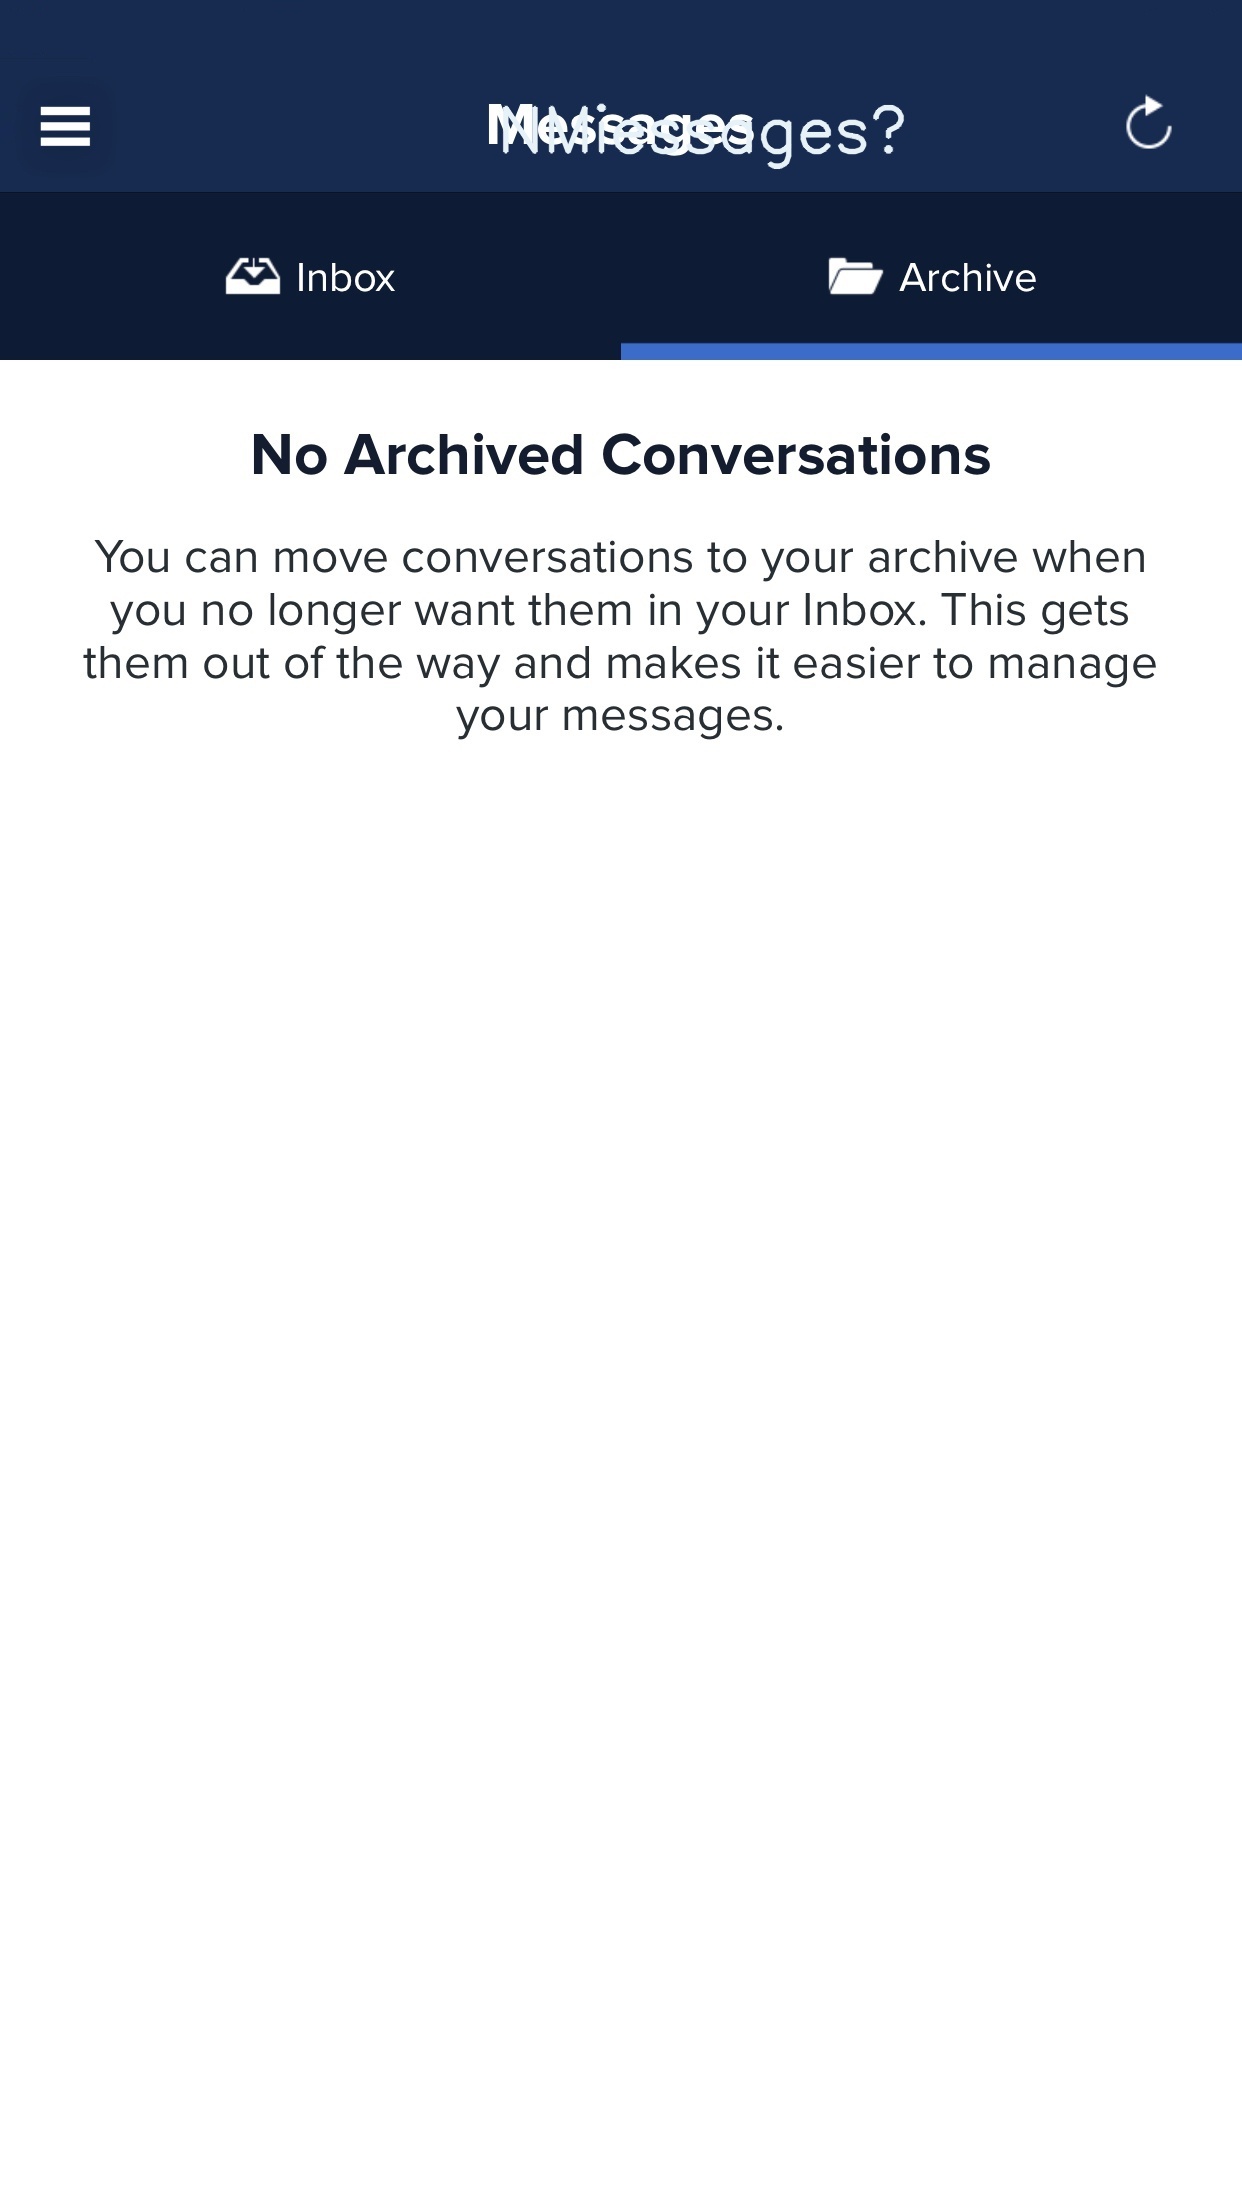 Messages
Inbox
Archive
No Archived Conversations
You can move conversations to your archive when
you no longer want them in your Inbox. This gets
them out of the way and makes it easier to manage
your messages.